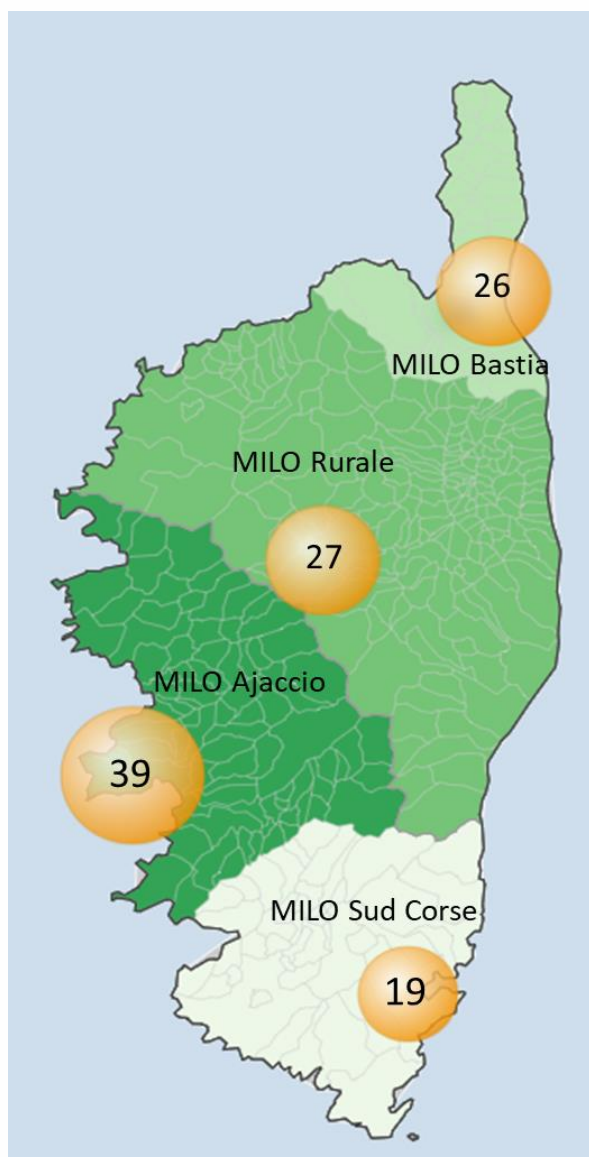 26
MILO Bastia
MILO Rurale
27
MILO Ajaccio
39
MILO Sud Corse
19